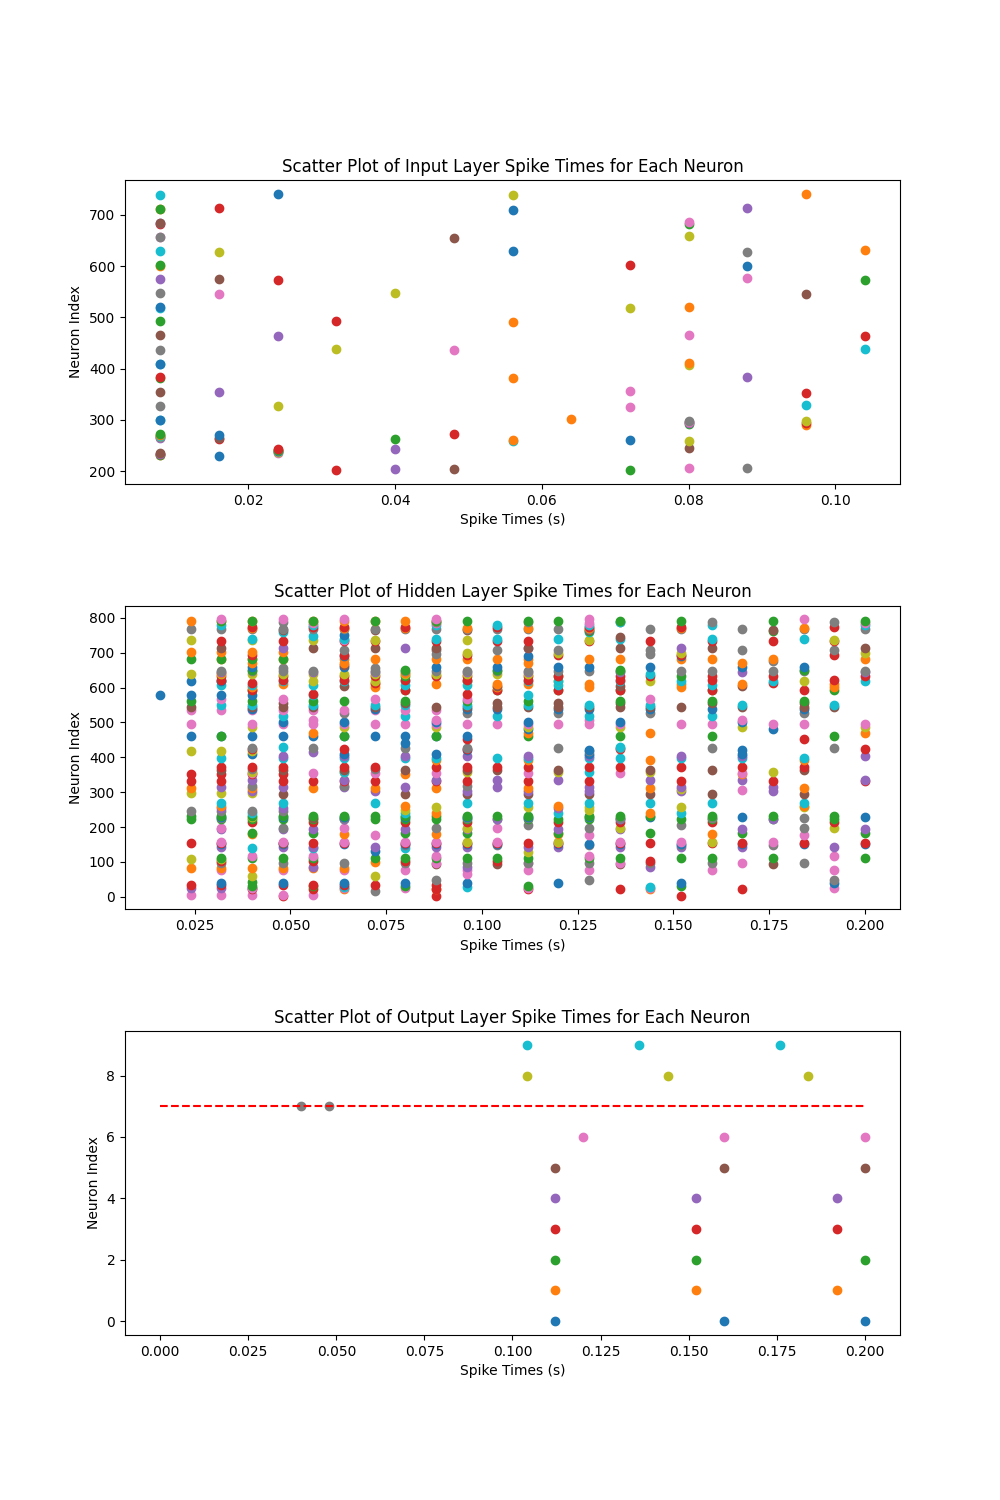 Scatter Plot of Input Layer Spike Times for Each Neuron
Neuron Index
700
600
500
400
300
200
0.02 0.04 0.06 0.08 0.10
Spike Times (s)
Scatter Plot of Hidden Layer Spike Times for Each Neuron
Neuron Index
800
700
600
500
400
300
200
100
0
0.025 0.050 0.075 0.100 0.125 0.150 0.175 0.200
Spike Times (s)
Scatter Plot of Output Layer Spike Times for Each Neuron
Neuron Index
8
6
4
2
0
0.000 0.025 0.050 0.075 0.100 0.125 0.150 0.175 0.200
Spike Times (s)